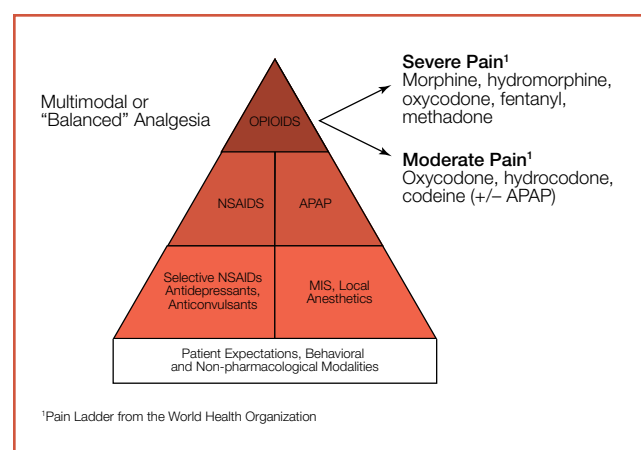 Multimodal or
“Balanced” Analgesia
OPIOIDS
Severe Pain¹
Morphine, hydromorphine,
oxycodone, fentanyl,
methadone
Moderate Pain¹
Oxycodone, hydrocodone,
codeine (+/– APAP)
NSAIDS
APAP
Selective NSAIDs
Antidepressants,
Anticonvulsants
MIS, Local
Anesthetics
Patient Expectations, Behavioral
and Non-pharmacological Modalities
¹Pain Ladder from the World Health Organization